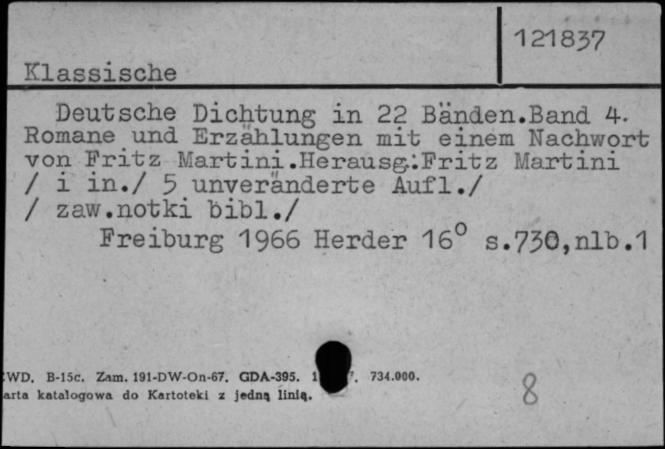 121837
Klassische
Deutsche Dichtung in 22 Bänden.Band 4.
Romane und Erzählungen mit einem Nachwort
von Fritz Martini.Herausg.:Fritz Martini
/ i in./ 5 unveränderte Aufl./
/ zaw.notki bibl./
Freiburg 1966 Herder 16° s.730,nlb.1
WD. B-15c. Zam. 191-DW-On-67. GDA-395. 734.000.
arta katalogowa do Kartoteki z jedną linią.
8